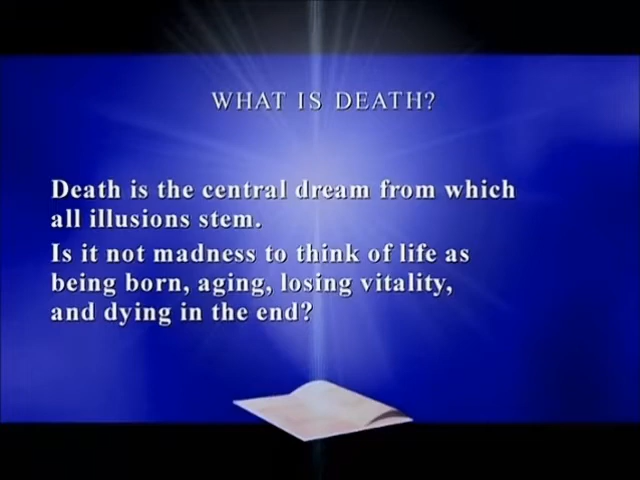 WHAT IS DEATH?
Death is the central dream from which
all illusions stem.
Is it not madness to think of life as
being born, aging, losing vitality,
and dying in the end?